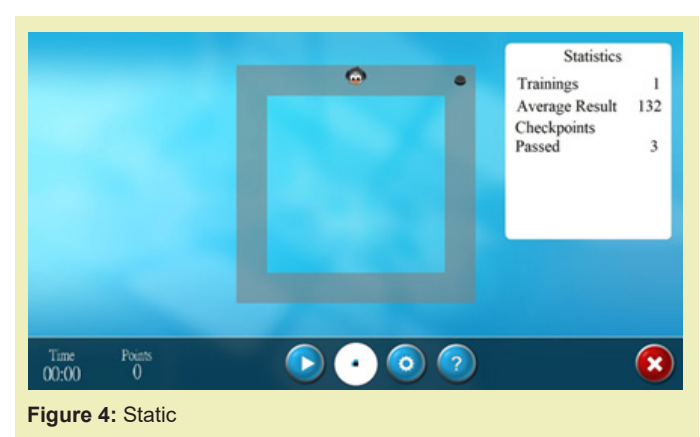 Statistics
Trainings 1
Average Result 132
Checkpoints
Passed 3
Time
00:00
Points
0
?
Figure 4: Static